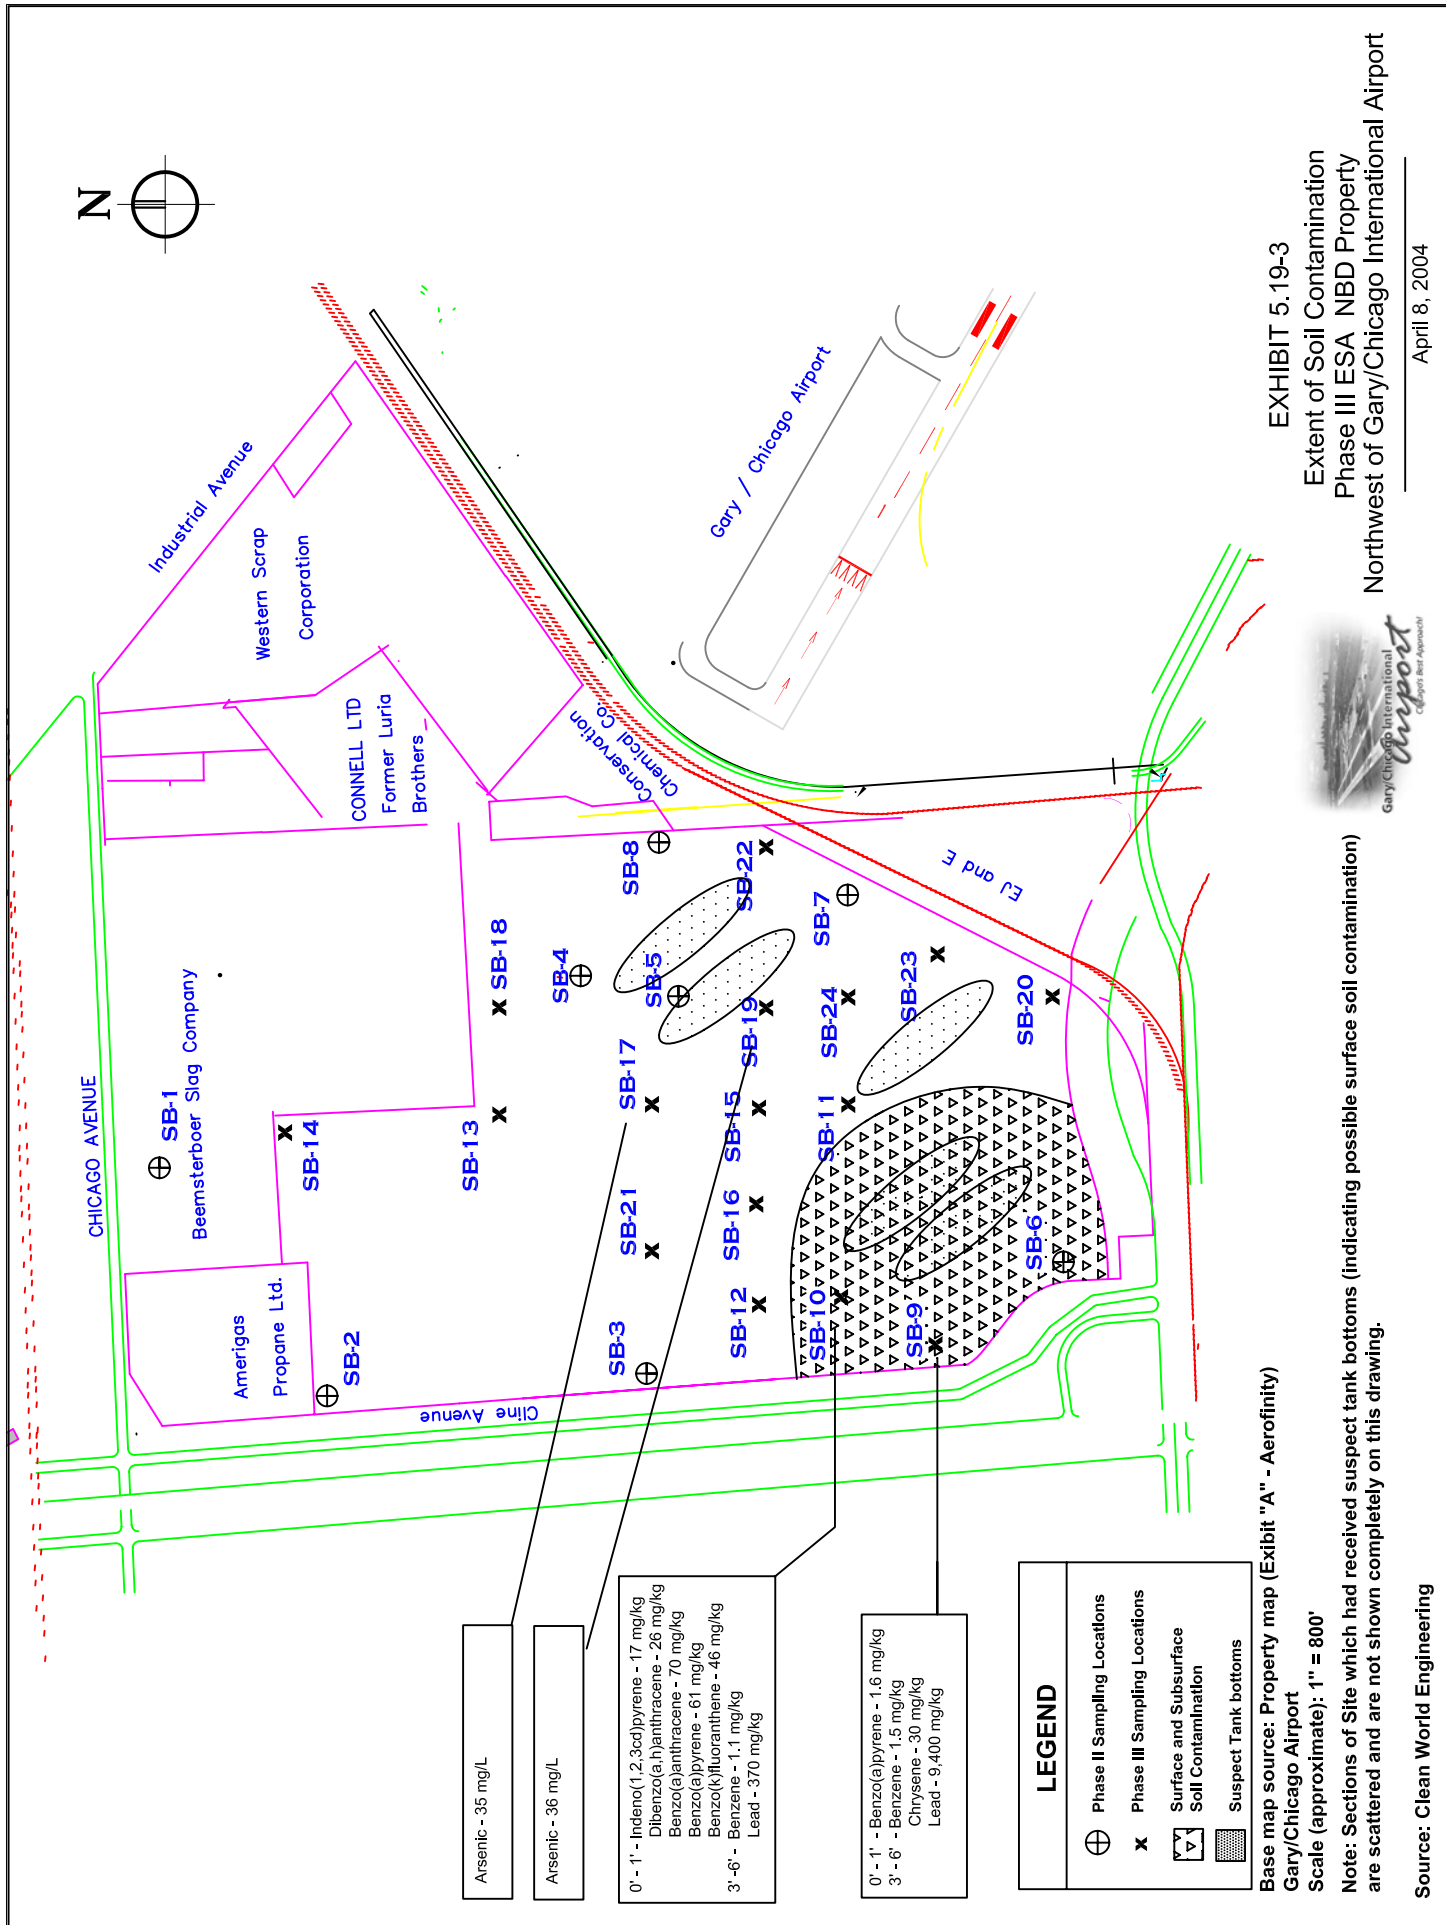 N
CHICAGO AVENUE
Industrial Avenue
Western Scrap
Corporation
CONNELL LTD
Former Luria
Brothers
Conservation
Chemical Co.
Beemsterboer Slag Company
Amerigas
Propane Ltd.
Cline Avenue
Gary / Chicago Airport
EJ and E
SB-1
SB-14
SB-2
SB-13
SB-18
SB-4
SB-8
SB-5
SB-17
SB-21
SB-3
SB-22
SB-19
SB-15
SB-16
SB-12
SB-7
SB-24
SB-11
SB-10
SB-23
SB-9
SB-20
SB-6
Arsenic - 35 mg/L
Arsenic - 36 mg/L
0' - 1' - Indeno(1,2,3cd)pyrene - 17 mg/kg
Dibenzo(a,h)anthracene - 26 mg/kg
Benzo(a)anthracene - 70 mg/kg
Benzo(a)pyrene - 61 mg/kg
Benzo(k)fluoranthene - 46 mg/kg
3' -6' - Benzene - 1.1 mg/kg
Lead - 370 mg/kg
0' - 1' - Benzo(a)pyrene - 1.6 mg/kg
3' - 6' - Benzene - 1.5 mg/kg
Chrysene - 30 mg/kg
Lead - 9,400 mg/kg
LEGEND
Phase II Sampling Locations
Phase III Sampling Locations
Surface and Subsurface
Soil Contamination
Suspect Tank bottoms
Base map source: Property map (Exibit "A" - Aerofinity)
Gary/Chicago Airport
Scale (approximate): 1" = 800'
Note: Sections of Site which had received suspect tank bottoms (indicating possible surface soil contamination)
are scattered and are not shown completely on this drawing.
Source: Clean World Engineering
Gary/Chicago International
Airport
Chicago's Best Approach!
EXHIBIT 5.19-3
Extent of Soil Contamination
Phase III ESA NBD Property
Northwest of Gary/Chicago International Airport
April 8, 2004